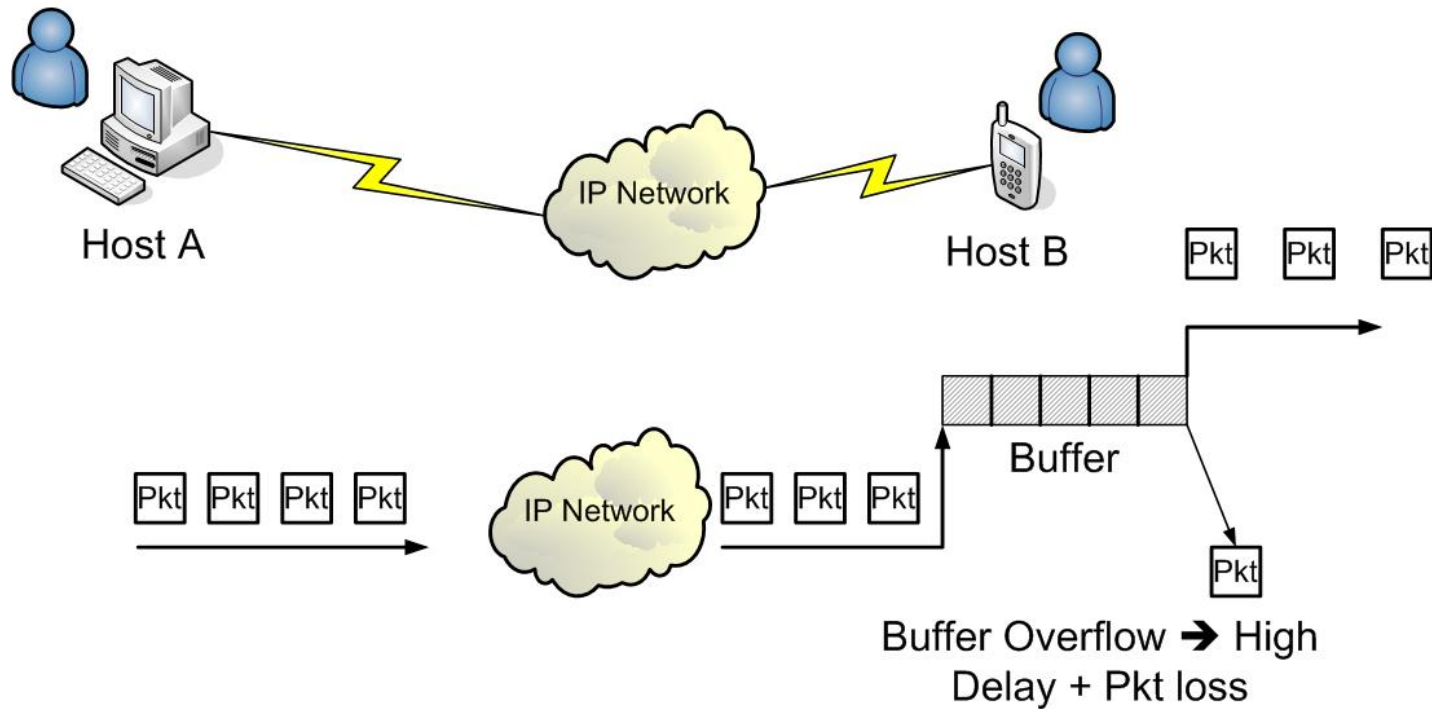 IP Network
Host A
Host B
Pkt Pkt Pkt
Buffer
Pkt Pkt Pkt Pkt
IP Network
Pkt Pkt Pkt
Pkt
Buffer Overflow ➔ High
Delay + Pkt loss